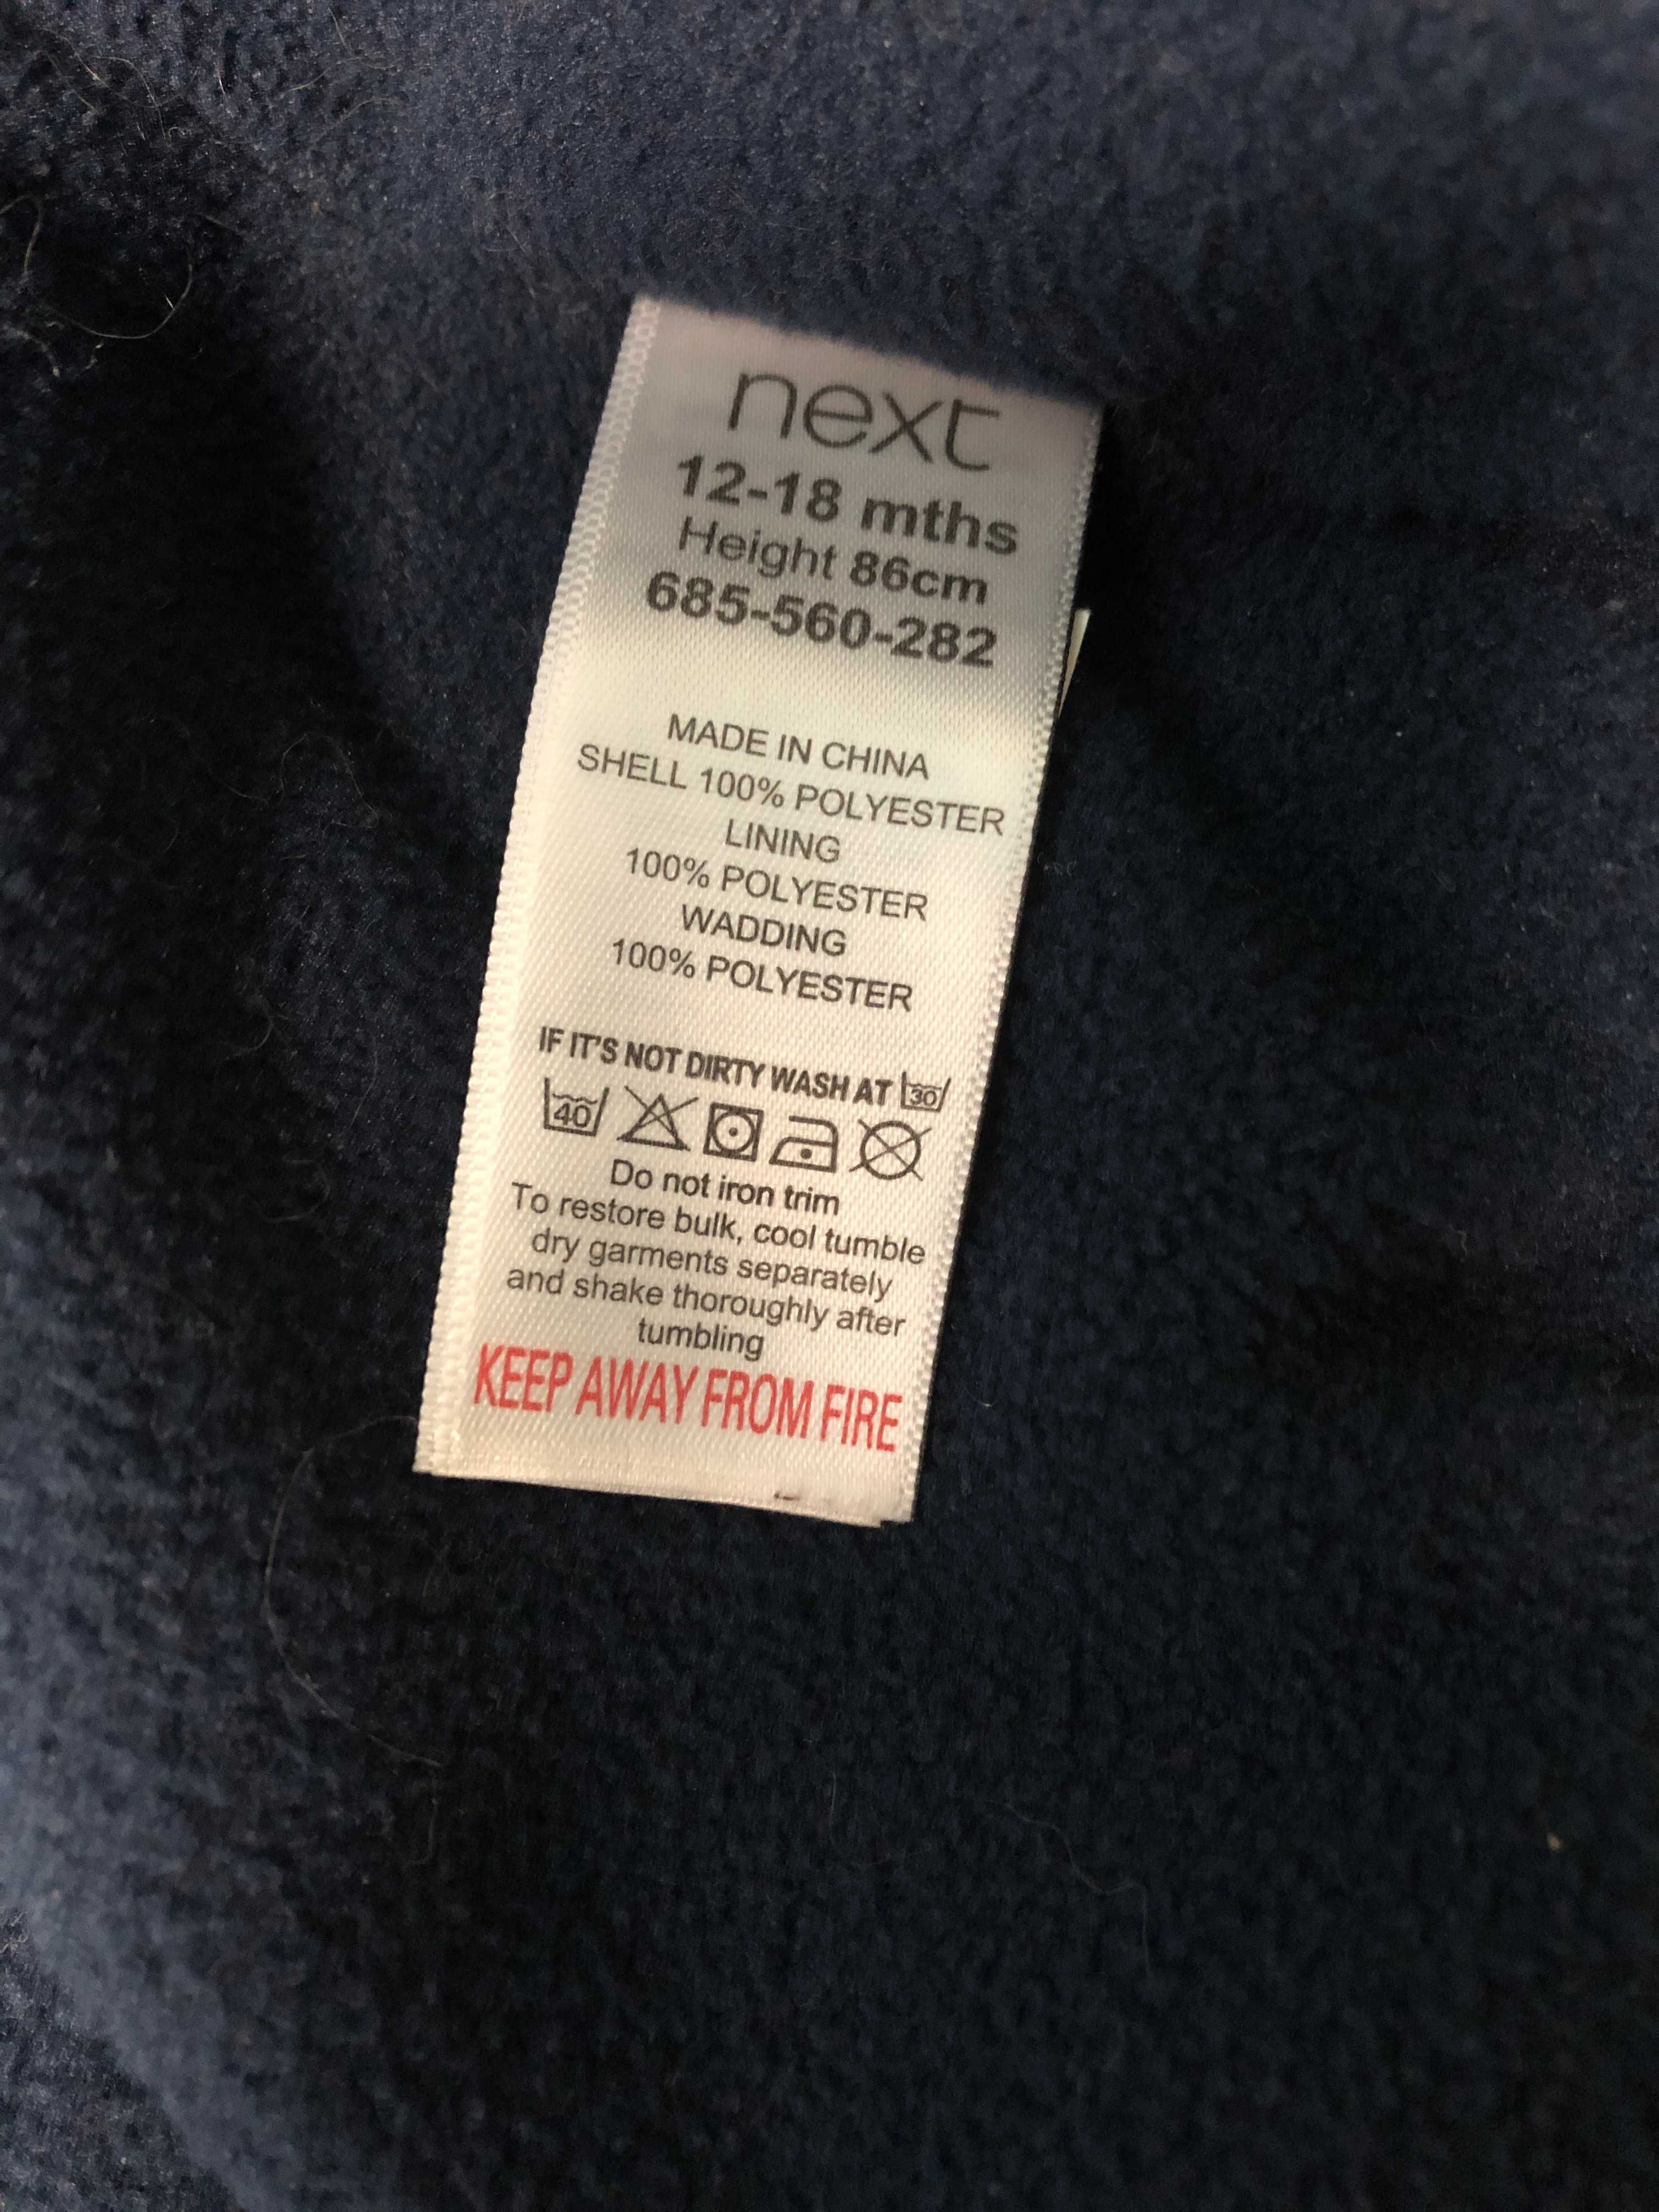 next
12-18 mths
Height 86cm
685-560-282
MADE IN CHINA
SHELL 100% POLYESTER
LINING
100% POLYESTER
WADDING
100% POLYESTER
IF IT'S NOT DIRTY WASH AT 30
40
Do not iron trim
To restore bulk, cool tumble
dry garments separately
and shake thoroughly after
tumbling
KEEP AWAY FROM FIRE